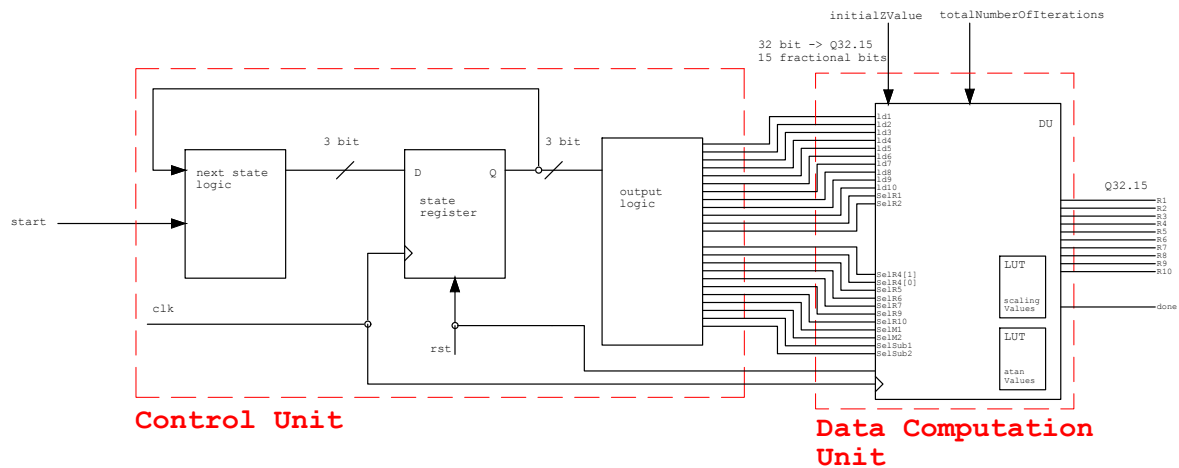 initialZValue
totalNumberOfIterations
32 bit -> Q32.15
15 fractional bits
3 bit
3 bit
next state
logic
D
Q
state
register
output
logic
start
clk
rst
ld1
ld2
ld3
ld4
ld5
ld6
ld7
ld8
ld9
ld10
SelR1
SelR2
SelR4[1]
SelR4[0]
SelR5
SelR6
SelR7
SelR9
SelR10
SelM1
SelM2
SelSub1
SelSub2
DU
LUT
scaling
Values
LUT
atan
Values
Q32.15
R1
R2
R3
R4
R5
R6
R7
R8
R9
R10
done
Control Unit
Data Computation
Unit